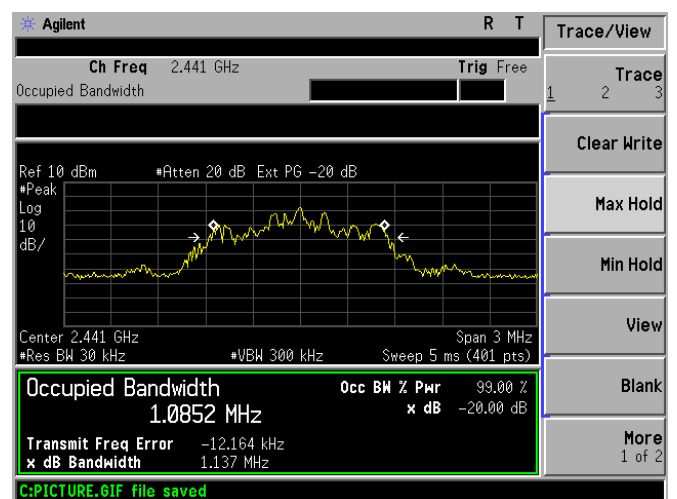 Agilent R T
Ch Freq 2.441 GHz Trig Free
Occupied Bandwidth
Ref 10 dBm #Atten 20 dB Ext PG -20 dB
#Peak
Log
10
dB/
Center 2.441 GHz Span 3 MHz
#Res BW 30 kHz #VBW 300 kHz Sweep 5 ms (401 pts)
Occupied Bandwidth Occ BW % Pwr 99.00 %
1.0852 MHz x dB -20.00 dB
Transmit Freq Error -12.164 kHz
x dB Bandwidth 1.137 MHz
C:PICTURE.GIF file saved
Trace/View
Trace
1 2 3
Clear Write
Max Hold
Min Hold
View
Blank
More
1 of 2